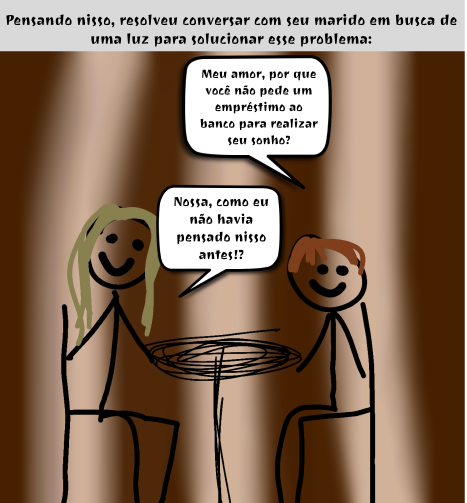 Pensando nisso, resolveu conversar com seu marido em busca de
uma luz para solucionar esse problema:
Meu amor, por que
você não pede um
empréstimo ao
banco para realizar
seu sonho?
Nossa, como eu
não havia
pensado nisso
antes!?